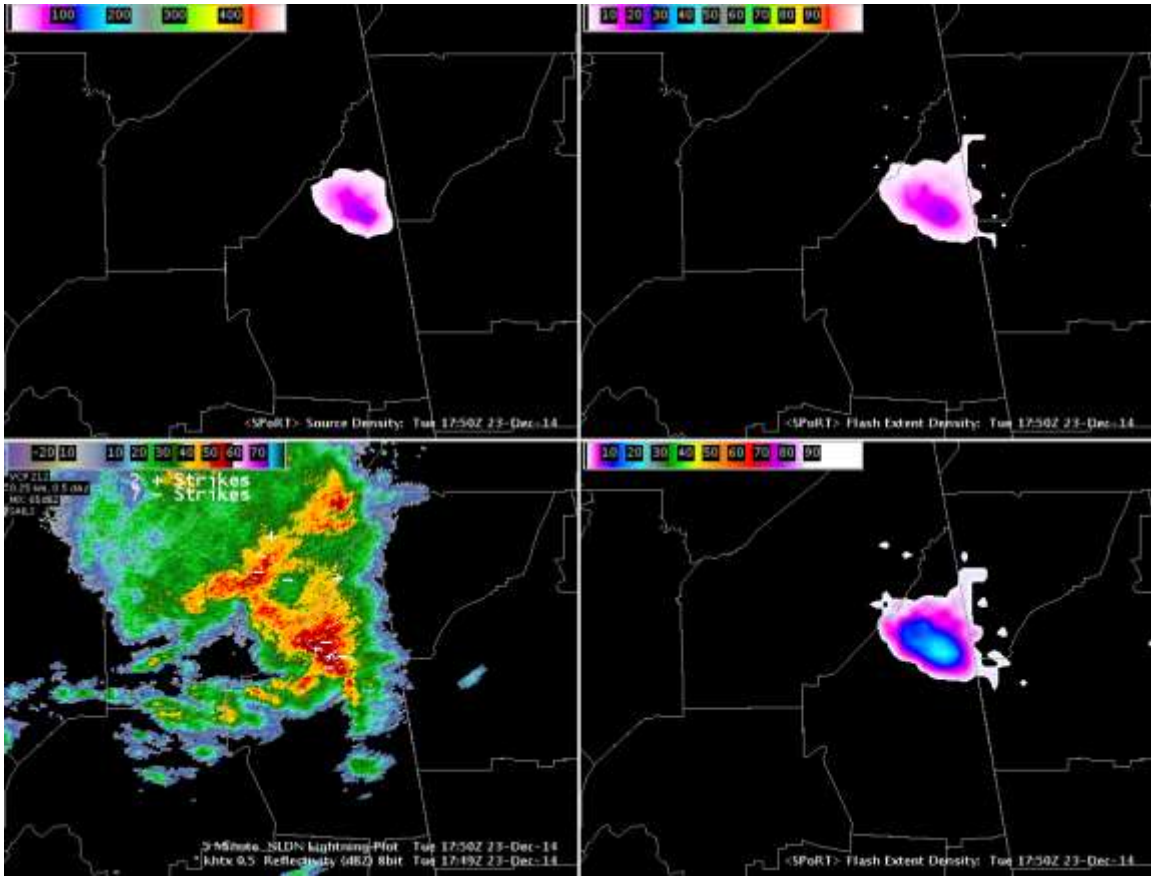 100 200 300 400
10 20 30 40 50 60 70 80 90
<SPoRT> Source Density: Tue 17:50Z 23-Dec-14
<SPoRT> Flash Extent Density: Tue 17:50Z 23-Dec-14
-20 10 10 20 30 40 50 60 70
VCP 212
+ Strikes
- Strikes
10 20 30 40 50 60 70 80 90
5 Minute NLDN Lightning Plot Tue 17:50Z 23-Dec-14
* khtx 0.5 Reflectivity (dBZ) 8bit Tue 17:49Z 23-Dec-14
<SPoRT> Flash Extent Density: Tue 17:50Z 23-Dec-14